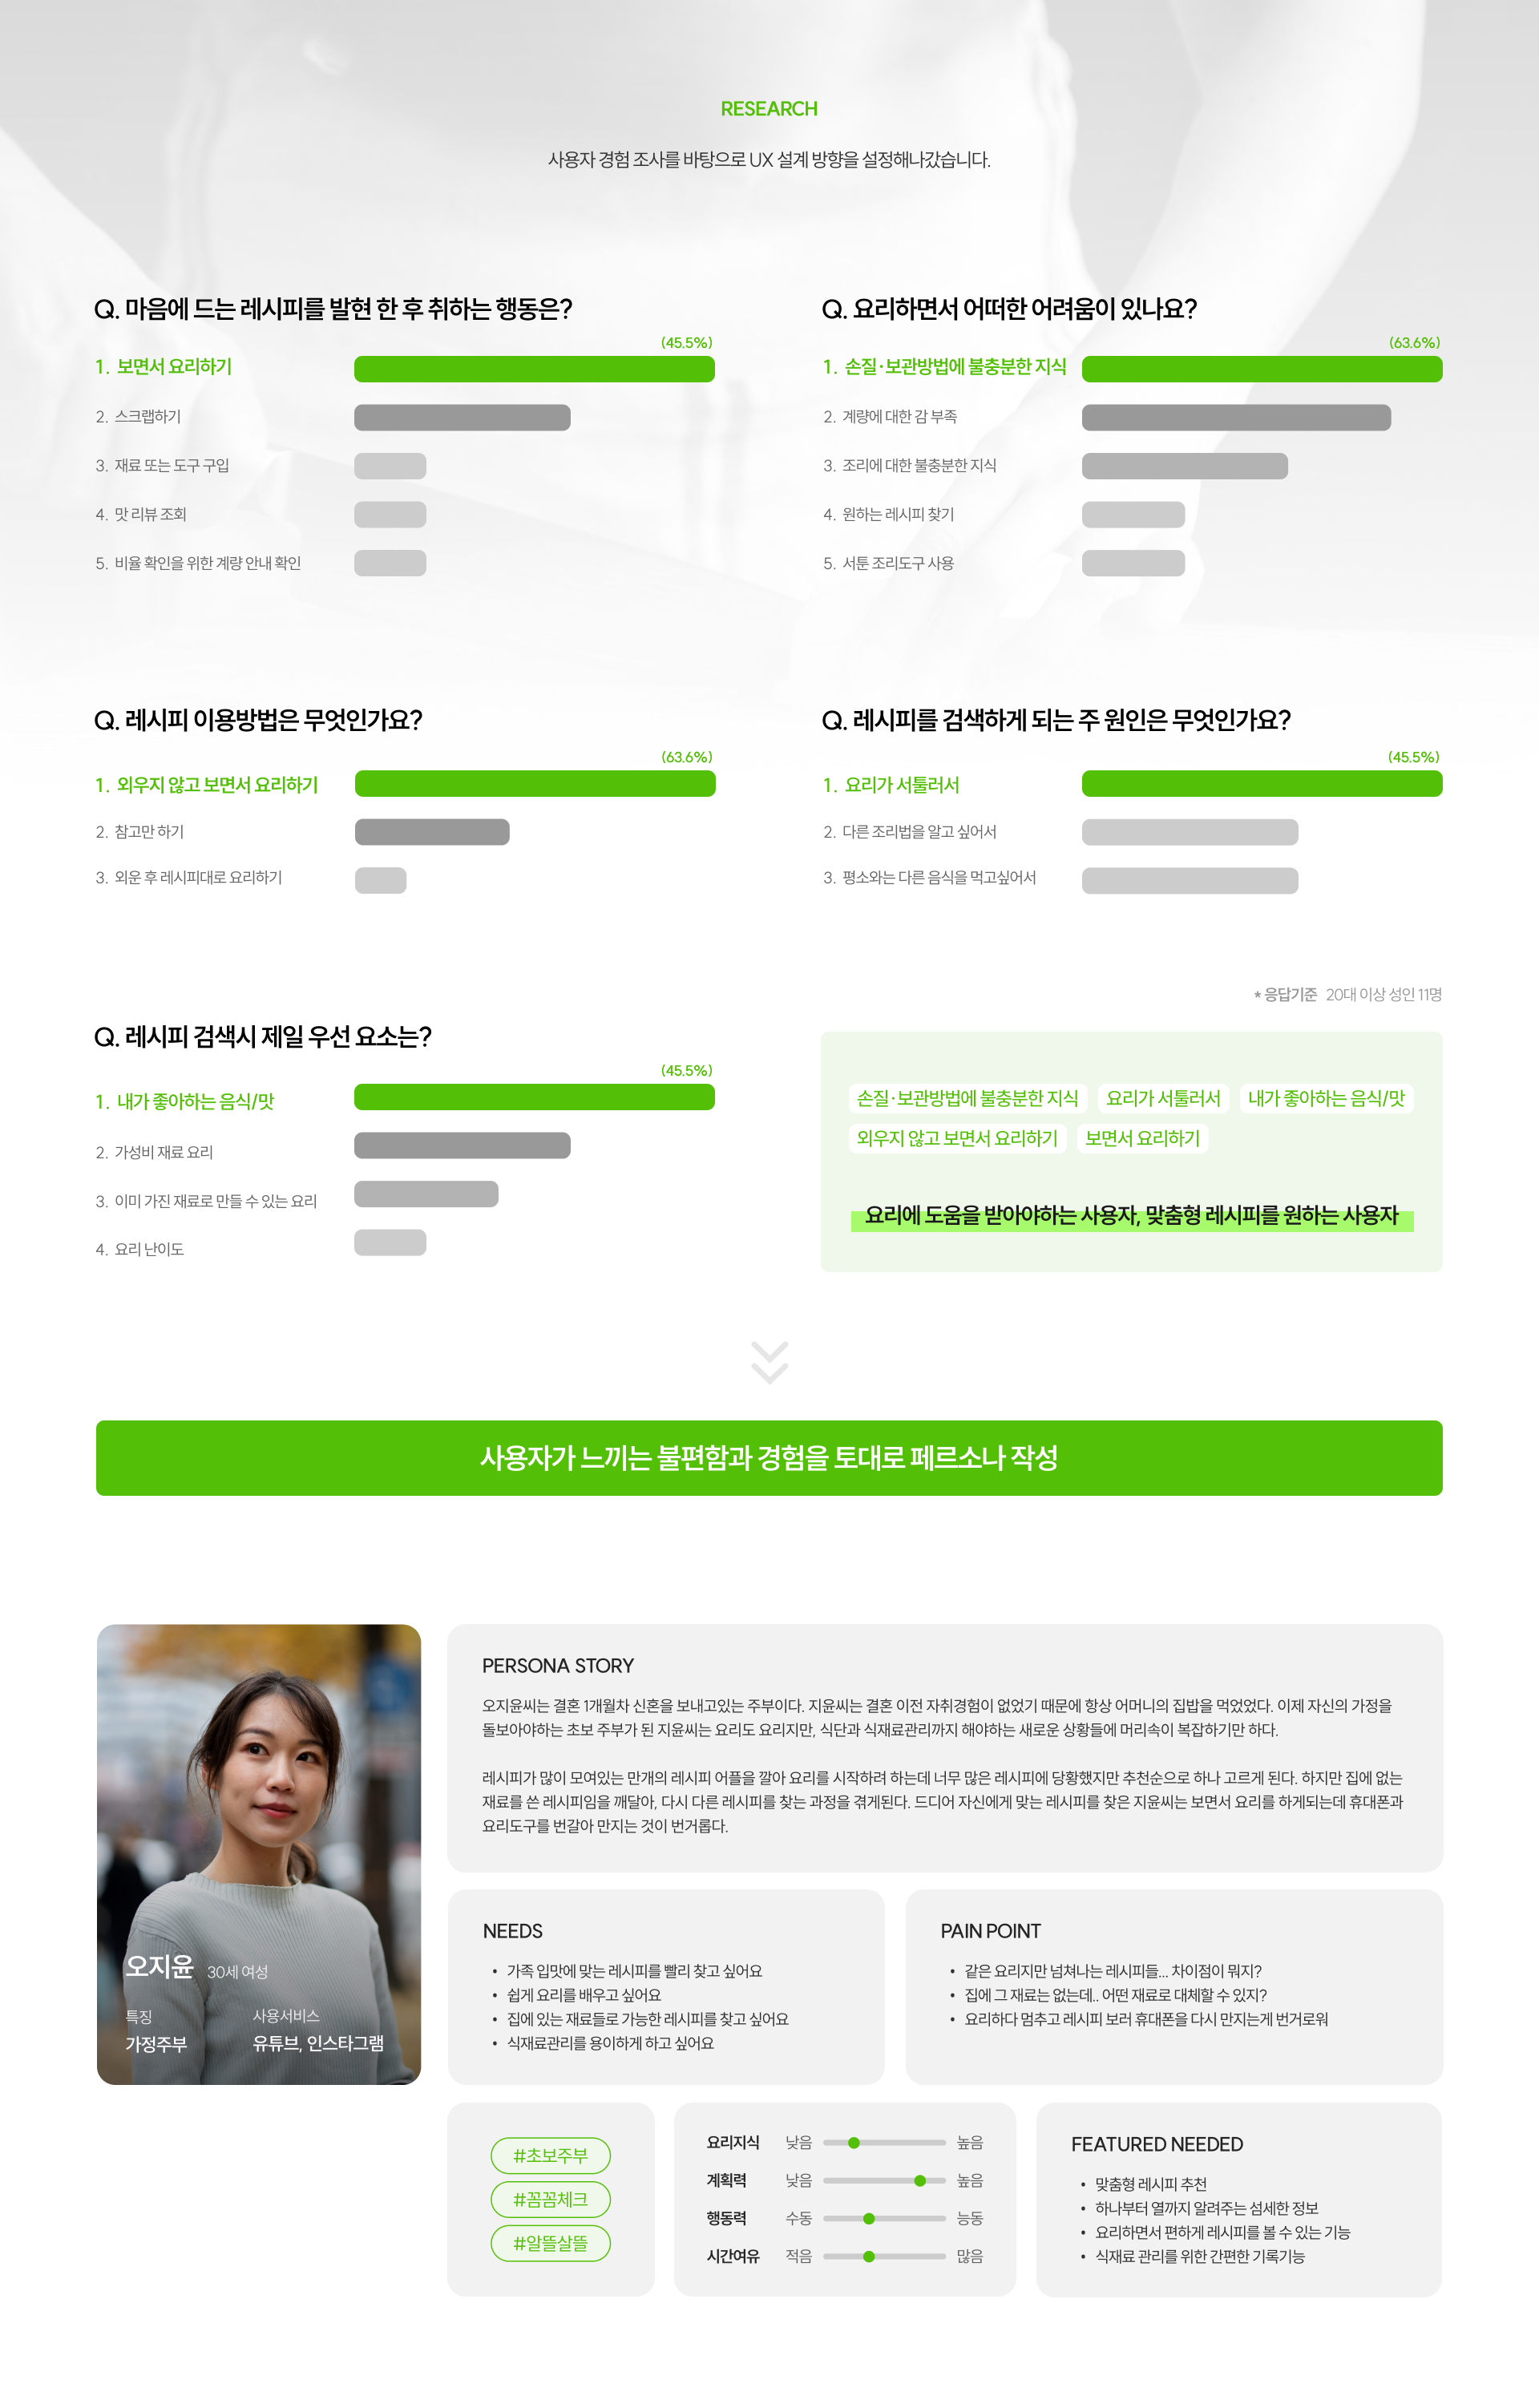 RESEARCH
사용자 경험 조사를 바탕으로 UX 설계 방향을 설정해나갔습니다.
Q. 마음에 드는 레시피를 발현 한 후 취하는 행동은?
(45.5%)
1. 보면서 요리하기
2. 스크랩하기
3. 재료 또는 도구 구입
4. 맛 리뷰 조회
5. 비율 확인을 위한 계량 안내 확인
Q. 요리하면서 어떠한 어려움이 있나요?
(63.6%)
1. 손질·보관방법에 불충분한 지식
2. 계량에 대한 감 부족
3. 조리에 대한 불충분한 지식
4. 원하는 레시피 찾기
5. 서툰 조리도구 사용
Q. 레시피 이용방법은 무엇인가요?
(63.6%)
1. 외우지 않고 보면서 요리하기
2. 참고만 하기
3. 외운 후 레시피대로 요리하기
Q. 레시피를 검색하게 되는 주 원인은 무엇인가요?
(45.5%)
1. 요리가 서툴러서
2. 다른 조리법을 알고 싶어서
3. 평소와는 다른 음식을 먹고싶어서
Q. 레시피 검색시 제일 우선 요소는?
(45.5%)
1. 내가 좋아하는 음식/맛
2. 가성비 재료 요리
3. 이미 가진 재료로 만들 수 있는 요리
4. 요리 난이도
* 응답기준 20대 이상 성인 11명
손질·보관방법에 불충분한 지식 요리가 서툴러서 내가 좋아하는 음식/맛
외우지 않고 보면서 요리하기 보면서 요리하기
요리에 도움을 받아야하는 사용자, 맞춤형 레시피를 원하는 사용자
사용자가 느끼는 불편함과 경험을 토대로 페르소나 작성
오지윤 30세 여성
특징 사용서비스
가정주부 유튜브, 인스타그램
PERSONA STORY
오지윤씨는 결혼 1개월차 신혼을 보내고있는 주부이다. 지윤씨는 결혼 이전 자취경험이 없었기 때문에 항상 어머니의 집밥을 먹었었다. 이제 자신의 가정을
돌보아야하는 초보 주부가 된 지윤씨는 요리도 요리지만, 식단과 식재료관리까지 해야하는 새로운 상황들에 머리속이 복잡하기만 하다.
레시피가 많이 모여있는 만개의 레시피 어플을 깔아 요리를 시작하려 하는데 너무 많은 레시피에 당황했지만 추천순으로 하나 고르게 된다. 하지만 집에 없는
재료를 쓴 레시피임을 깨달아, 다시 다른 레시피를 찾는 과정을 겪게된다. 드디어 자신에게 맞는 레시피를 찾은 지윤씨는 보면서 요리를 하게되는데 휴대폰과
요리도구를 번갈아 만지는 것이 번거롭다.
NEEDS
• 가족 입맛에 맞는 레시피를 빨리 찾고 싶어요
• 쉽게 요리를 배우고 싶어요
• 집에 있는 재료들로 가능한 레시피를 찾고 싶어요
• 식재료관리를 용이하게 하고 싶어요
PAIN POINT
• 같은 요리지만 넘쳐나는 레시피들... 차이점이 뭐지?
• 집에 그 재료는 없는데.. 어떤 재료로 대체할 수 있지?
• 요리하다 멈추고 레시피 보러 휴대폰을 다시 만지는게 번거로워
#초보주부
#꼼꼼체크
#알뜰살뜰
요리지식 낮음 높음
계획력 낮음 높음
행동력 수동 능동
시간여유 적음 많음
FEATURED NEEDED
• 맞춤형 레시피 추천
• 하나부터 열까지 알려주는 섬세한 정보
• 요리하면서 편하게 레시피를 볼 수 있는 기능
• 식재료 관리를 위한 간편한 기록기능